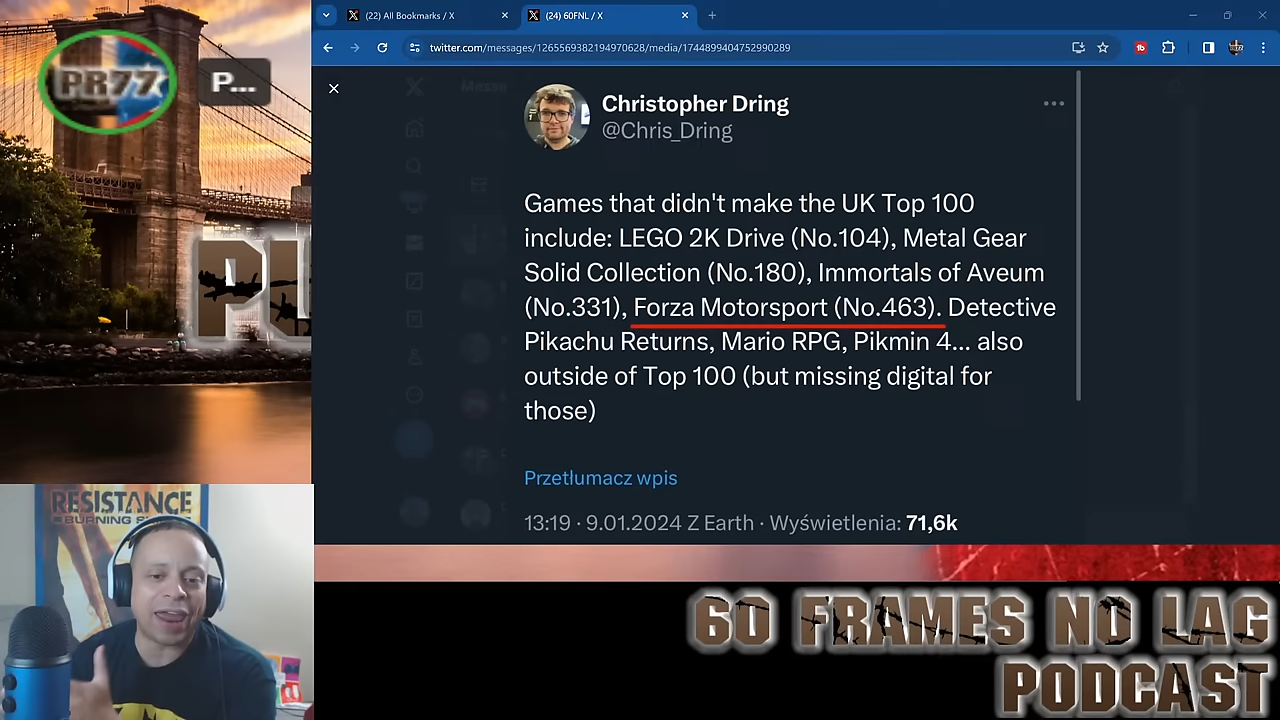 (22) All Bookmarks / X
(24) 60FNL / X
twitter.com/messages/1265569382194970628/media/1744899404752990289
PR77
P...
Christopher Dring
@Chris_Dring
Games that didn't make the UK Top 100
include: LEGO 2K Drive (No.104), Metal Gear
Solid Collection (No.180), Immortals of Aveum
(No.331), Forza Motorsport (No.463). Detective
Pikachu Returns, Mario RPG, Pikmin 4... also
outside of Top 100 (but missing digital for
those)
Przetłumacz wpis
13:19 · 9.01.2024 Z Earth · Wyświetlenia: 71,6k
RESISTANCE
60 FRAMES NO LAG
PODCAST